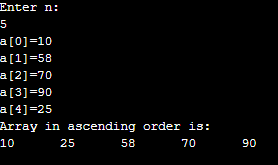 Enter n:
5
a[0]=10
a[1]=58
a[2]=70
a[3]=90
a[4]=25
Array in ascending order is:
10 25 58 70 90